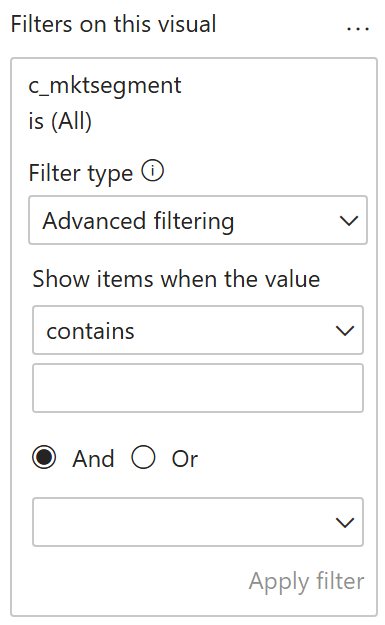 Filters on this visual ...
c_mktsegment
is (All)
Filter type
Advanced filtering
Show items when the value
contains
And Or
Apply filter